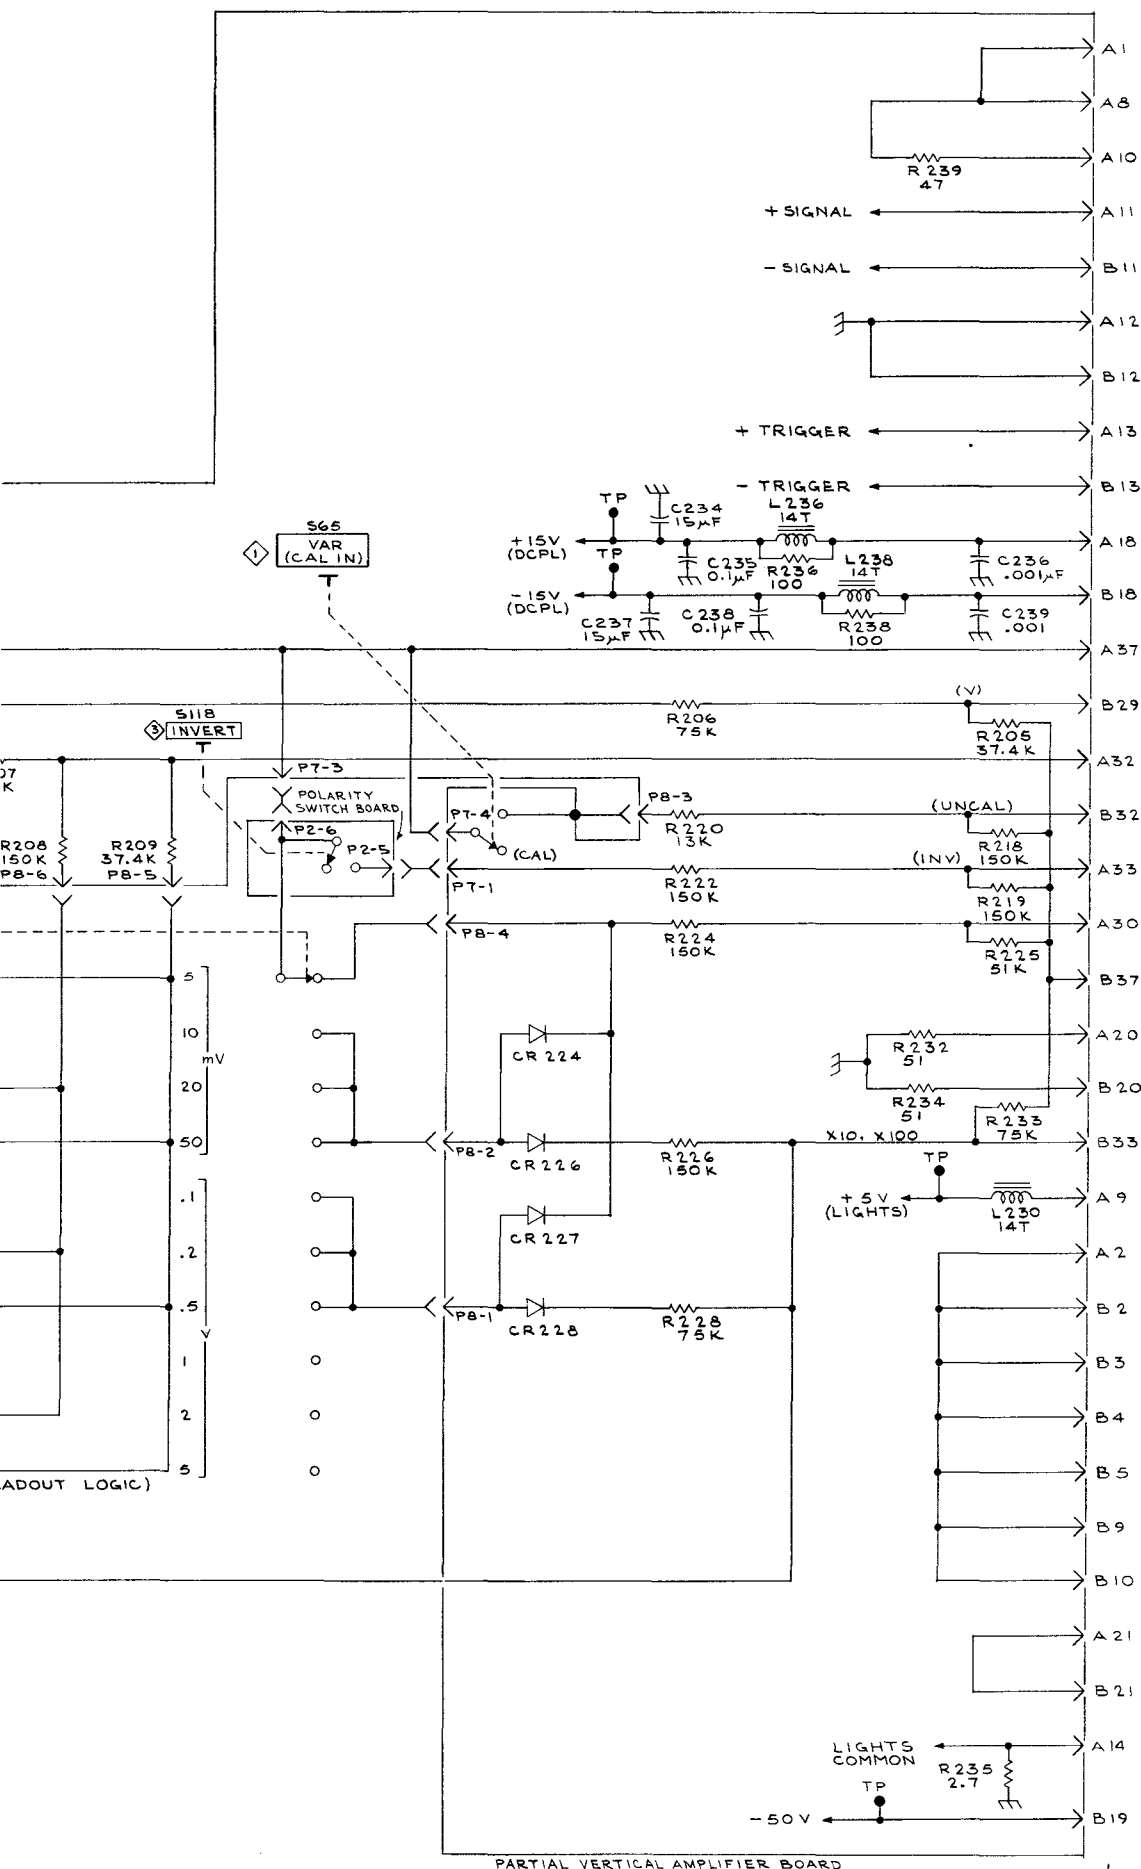 A1
A8
A10
R239
47
+ SIGNAL
A11
- SIGNAL
B11
A12
B12
+ TRIGGER
A13
- TRIGGER
B13
TP
C234
15µF
L236
14T
S65
VAR
(CAL IN)
1
+15V
(DCPL)
TP
C235
0.1µF
R236
100
L238
14T
C236
.001µF
A18
-15V
(DCPL)
C237
15µF
C238
0.1µF
R238
100
C239
.001
B18
A37
(V)
B29
R206
75K
R205
37.4K
S118
3
INVERT
A32
07
K
P7-3
POLARITY
SWITCH BOARD
P2-6
P2-5
P7-4
(CAL)
P8-3
R220
13K
(UNCAL)
B32
R218
150K
R208
150K
P8-6
R209
37.4K
P8-5
P7-1
R222
150K
(INV)
A33
R219
150K
P8-4
R224
150K
A30
R225
51K
5
B37
10
mV
CR224
R232
51
A20
20
R234
51
B20
R233
75K
50
P8-2
CR226
R226
150K
X10, X100
B33
TP
.1
+5V
(LIGHTS)
L230
14T
A9
CR227
.2
A2
.5
V
P8-1
CR228
R228
75K
B2
1
B3
2
B4
5
B5
ADOUT LOGIC)
B9
B10
A21
B21
LIGHTS
COMMON
A14
R235
2.7
TP
-50V
B19
PARTIAL VERTICAL AMPLIFIER BOARD